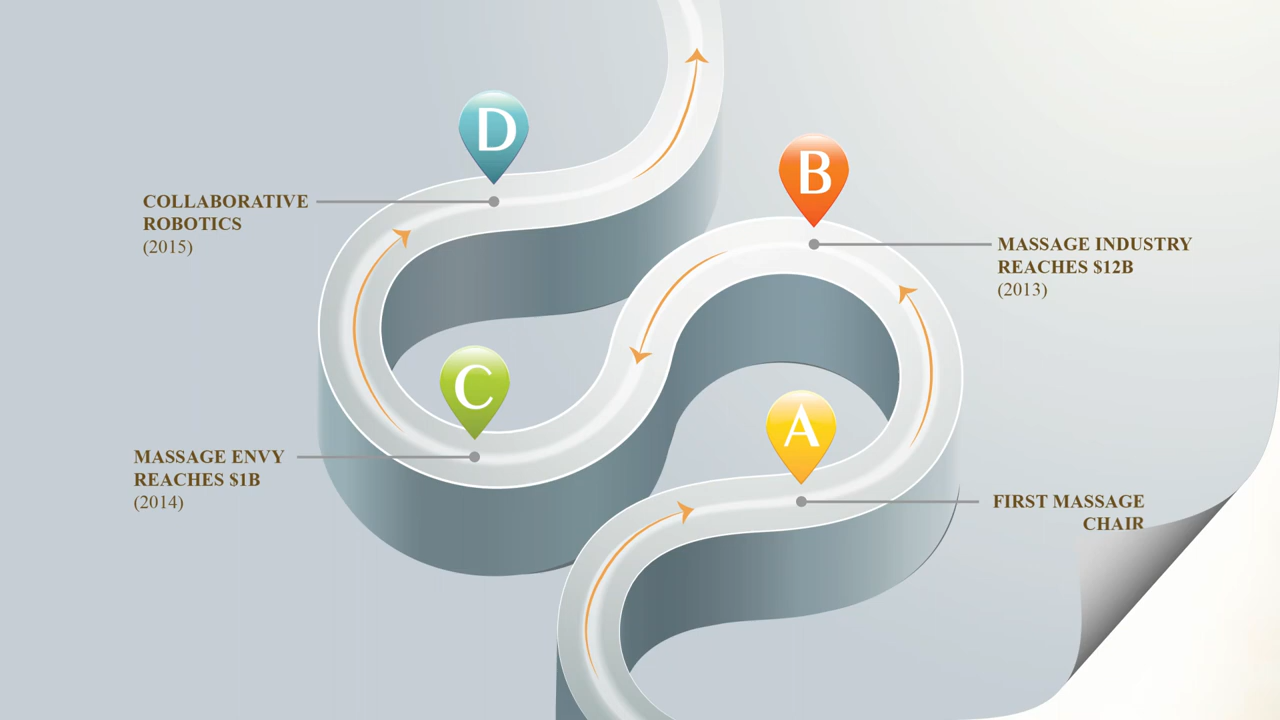 D
COLLABORATIVE
ROBOTICS
(2015)
B
MASSAGE INDUSTRY
REACHES $12B
(2013)
C
MASSAGE ENVY
REACHES $1B
(2014)
A
FIRST MASSAGE
CHAIR